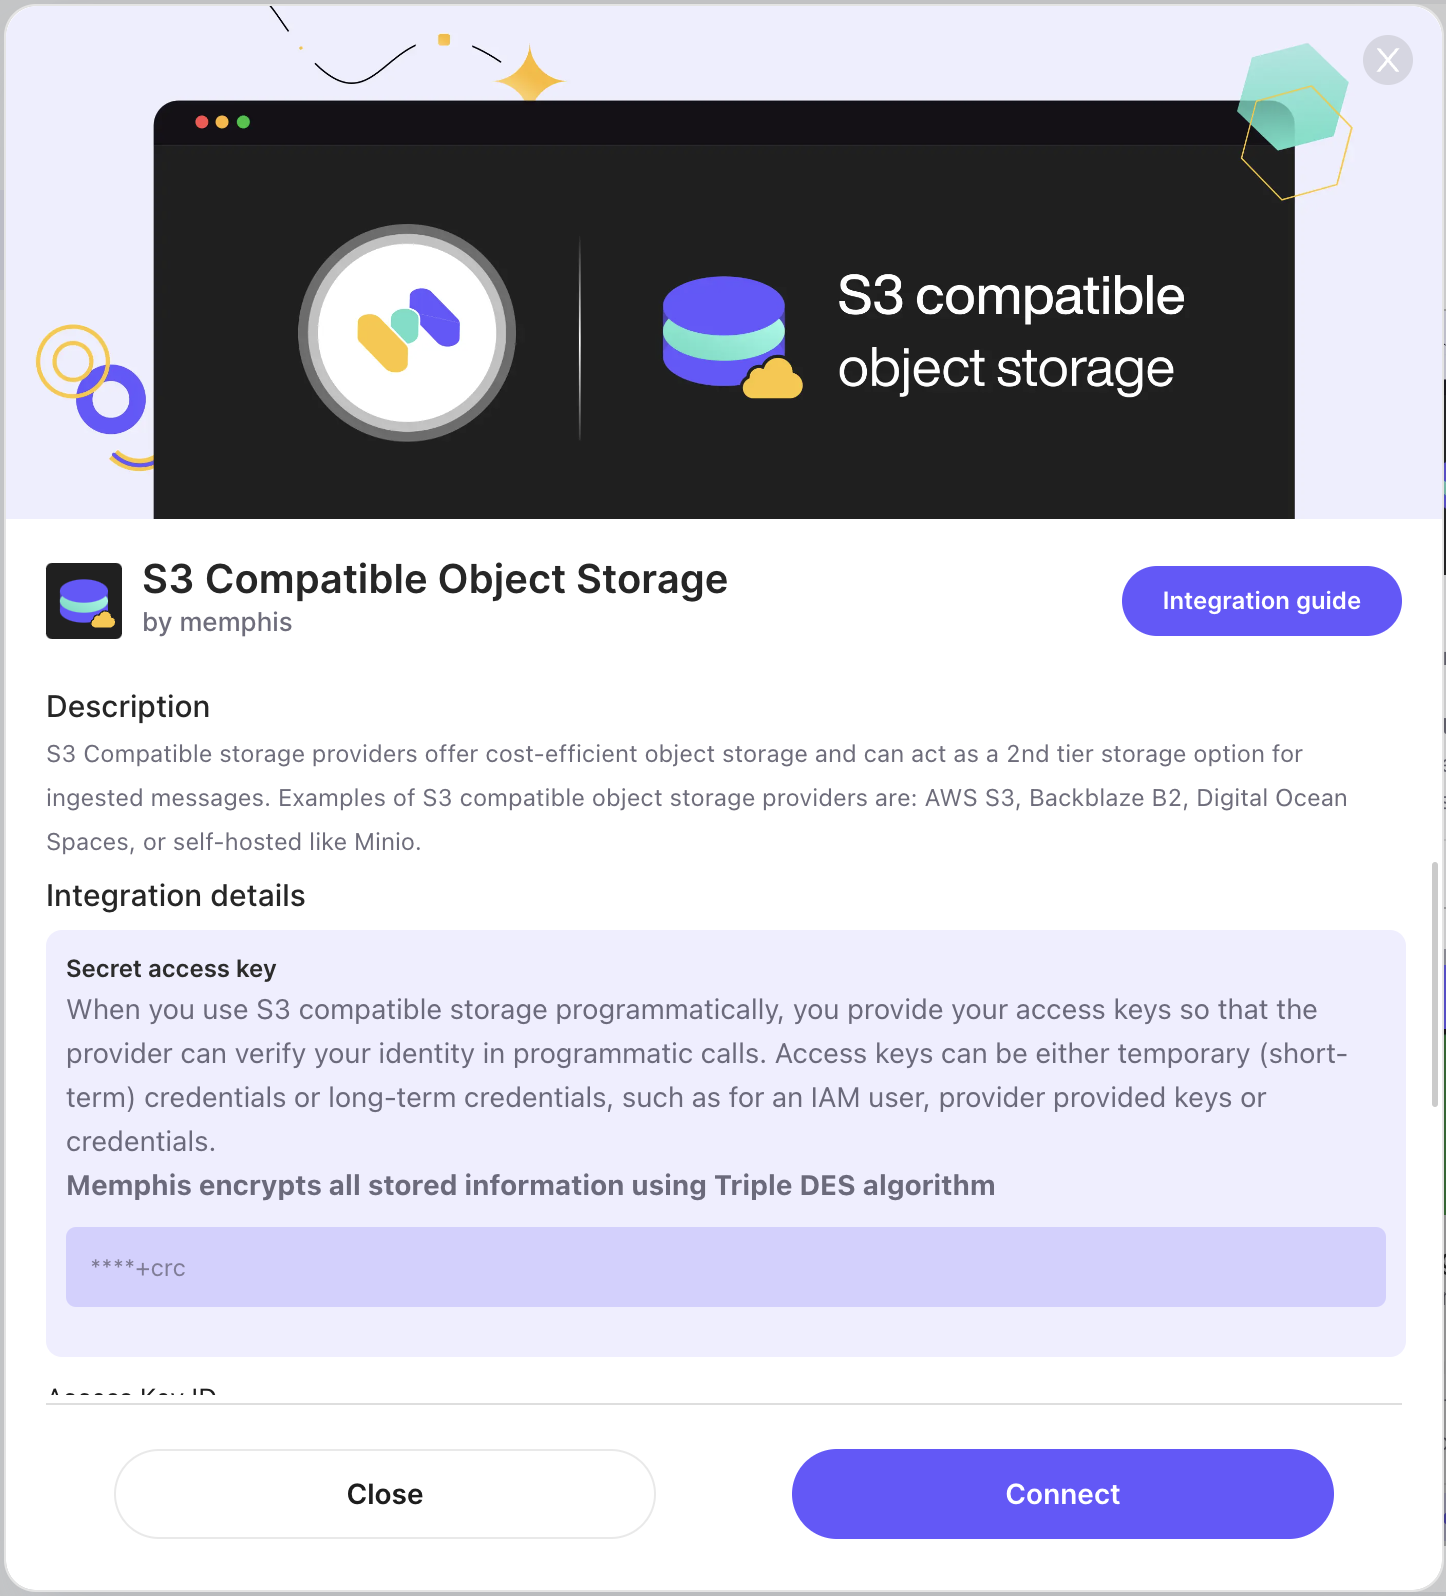 X
S3 compatible
object storage
S3 Compatible Object Storage
by memphis
Integration guide
Description
S3 Compatible storage providers offer cost-efficient object storage and can act as a 2nd tier storage option for
ingested messages. Examples of S3 compatible object storage providers are: AWS S3, Backblaze B2, Digital Ocean
Spaces, or self-hosted like Minio.
Integration details
Secret access key
When you use S3 compatible storage programmatically, you provide your access keys so that the
provider can verify your identity in programmatic calls. Access keys can be either temporary (short-
term) credentials or long-term credentials, such as for an IAM user, provider provided keys or
credentials.
Memphis encrypts all stored information using Triple DES algorithm
****+crc
Access Key ID
Close
Connect